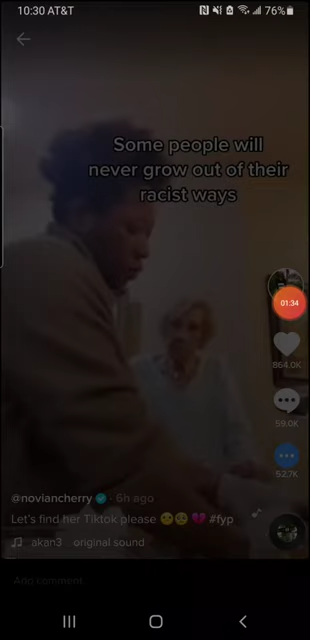 10:30 AT&T 76%
Some people will
never grow out of their
racist ways
01:34
864.0K
59.0K
52.7K
@noviancherry · 6h ago
Let's find her Tiktok please 😕😢💔 #fyp
akan3 original sound
Add comment